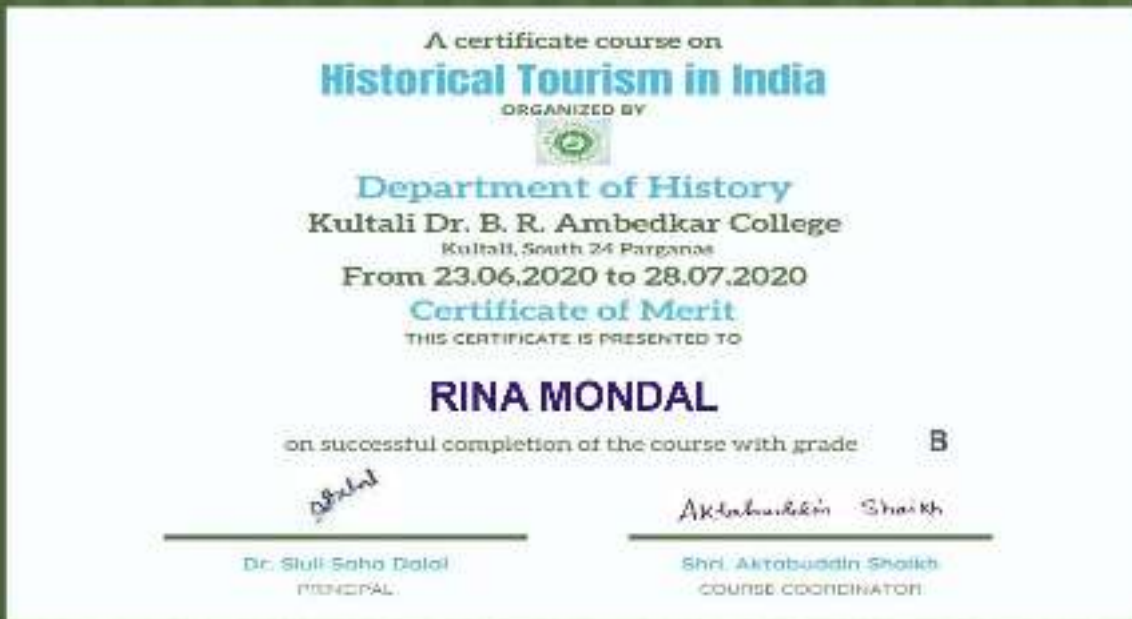 A certificate course on
Historical Tourism in India
ORGANIZED BY
Department of History
Kultali Dr. B. R. Ambedkar College
Kultali, South 24 Parganas
From 23.06.2020 to 28.07.2020
Certificate of Merit
THIS CERTIFICATE IS PRESENTED TO
RINA MONDAL
on successful completion of the course with grade B
Aktabuddin Shaikh
Dr. Siuli Saha Dalal
Shri. Aktabuddin Shaikh
PRINCIPAL
COURSE COORDINATOR